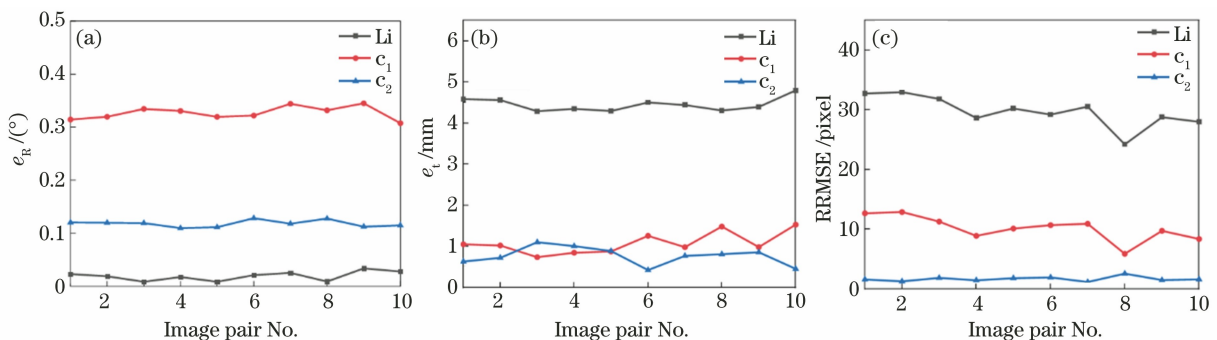 (a)
Li
c₁
c₂
0.5
0.4
0.3
0.2
0.1
0
e_R /(°)
2 4 6 8 10
Image pair No.
(b)
Li
c₁
c₂
6
5
4
3
2
1
0
e_t /mm
2 4 6 8 10
Image pair No.
(c)
Li
c₁
c₂
40
30
20
10
0
RRMSE /pixel
2 4 6 8 10
Image pair No.